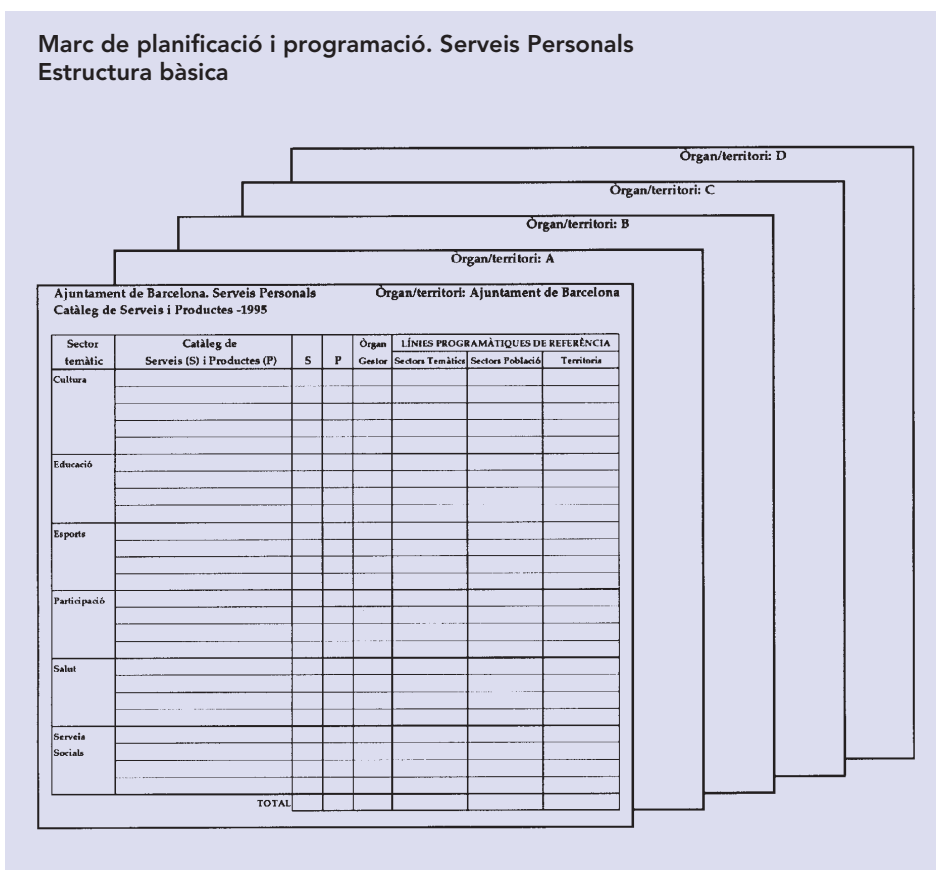 Marc de planificació i programació. Serveis Personals
Estructura bàsica
Òrgan/territori: D
Òrgan/territori: C
Òrgan/territori: B
Òrgan/territori: A
Ajuntament de Barcelona. Serveis Personals Òrgan/territori: Ajuntament de Barcelona
Catàleg de Serveis i Productes -1995
Sector Catàleg de Òrgan LÍNIES PROGRAMÀTIQUES DE REFERÈNCIA
temàtic Serveis (S) i Productes (P) S P Gestor Sectors Temàtics Sectors Població Territoris
Cultura
Educació
Esports
Participació
Salut
Serveis
Socials
TOTAL